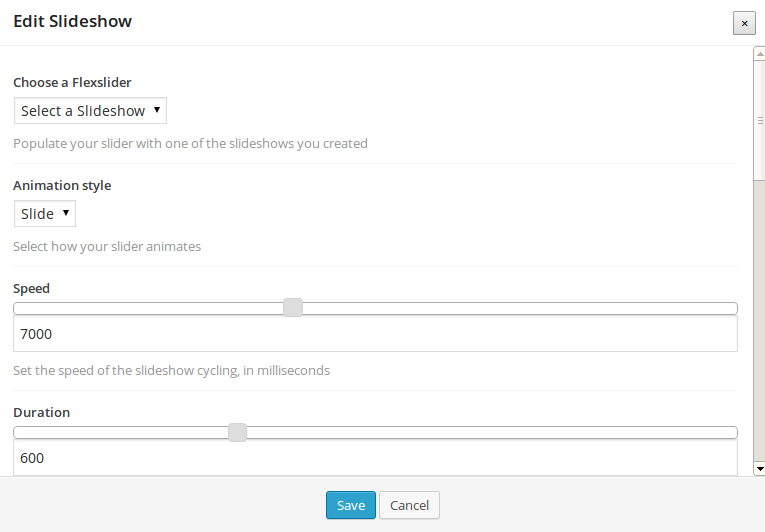 Edit Slideshow
×
Choose a Flexslider
Select a Slideshow
Populate your slider with one of the slideshows you created
Animation style
Slide
Select how your slider animates
Speed
7000
Set the speed of the slideshow cycling, in milliseconds
Duration
600
Save Cancel